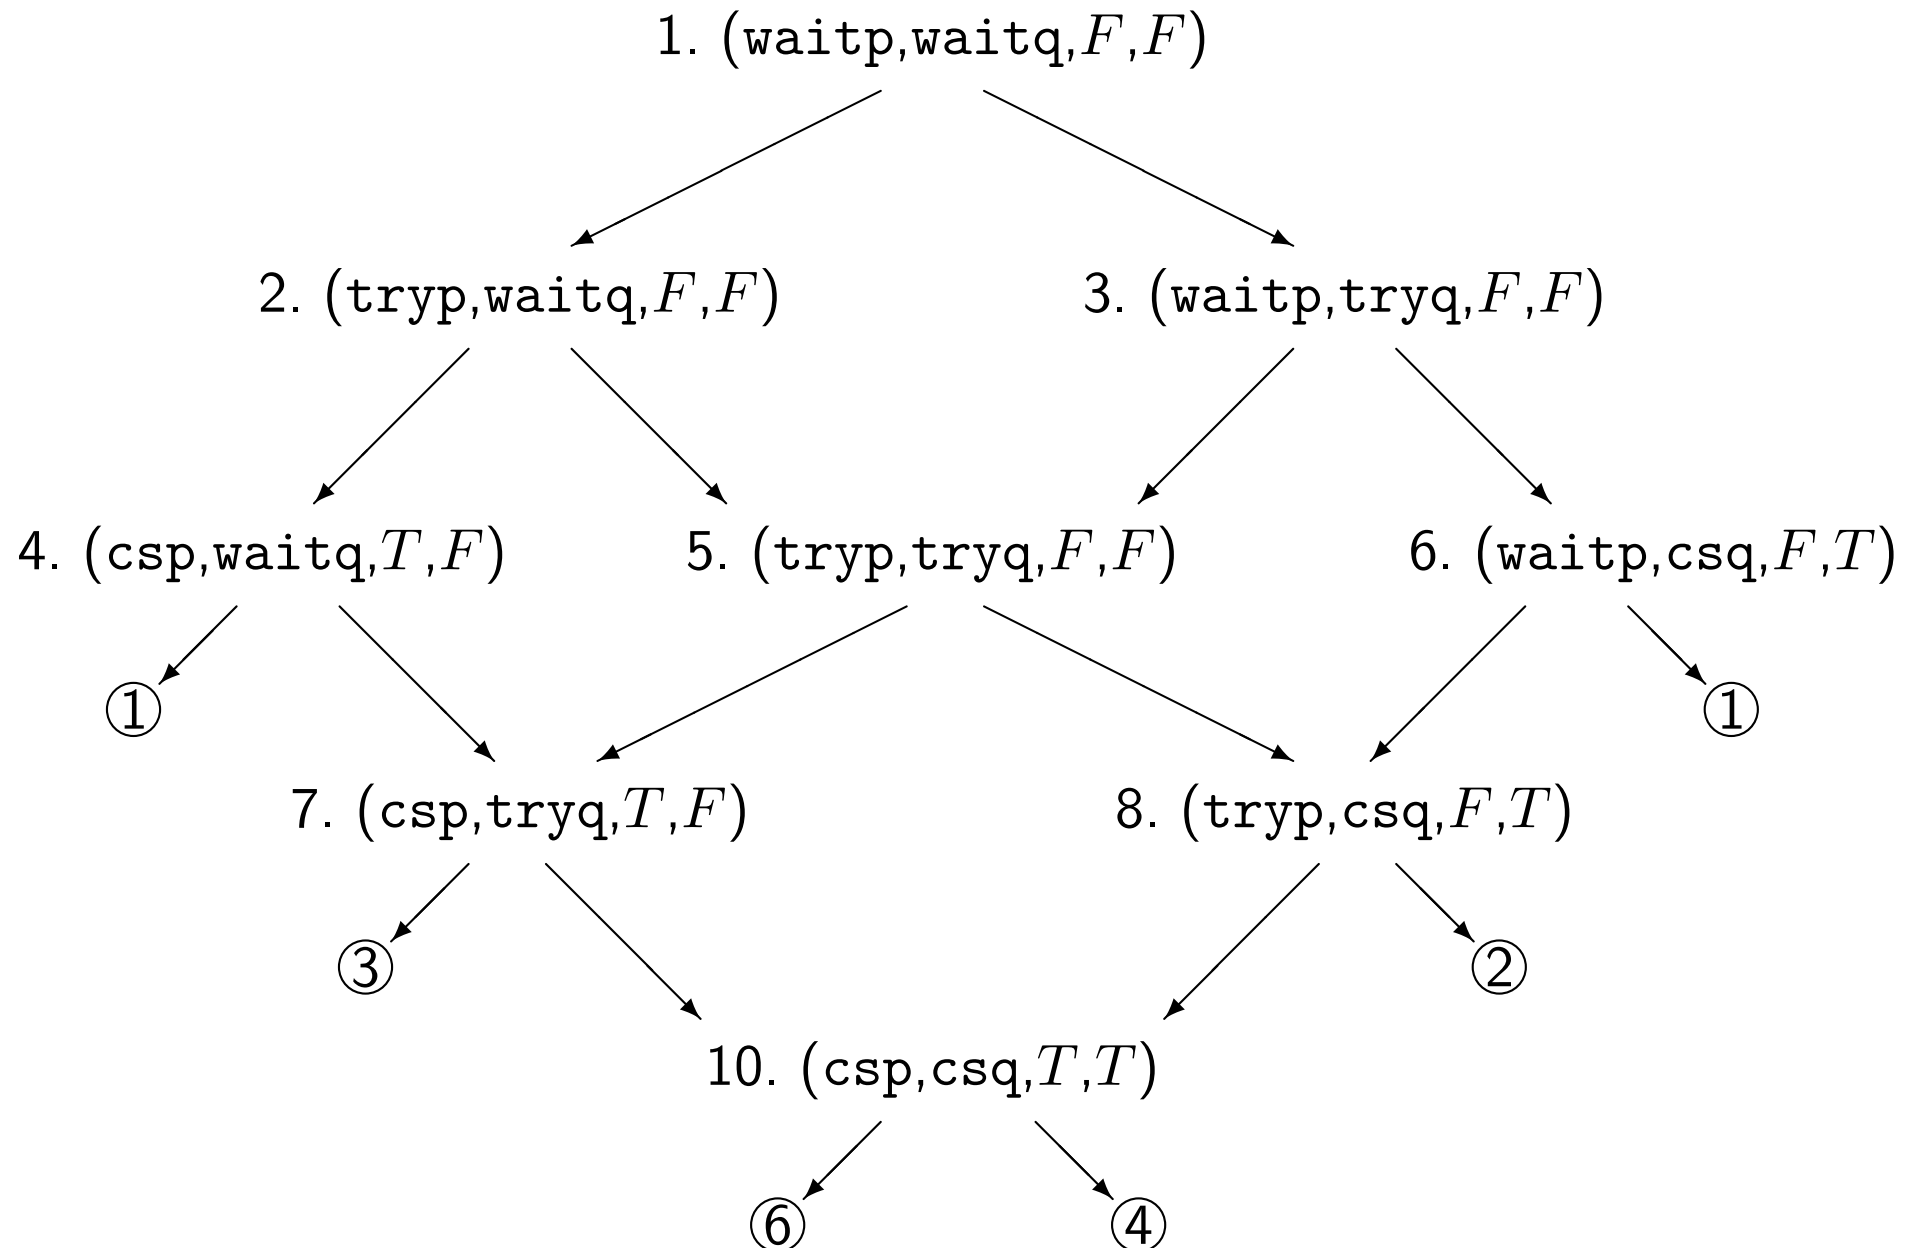 1. (waitp,waitq,F,F)
2. (tryp,waitq,F,F) 3. (waitp,tryq,F,F)
4. (csp,waitq,T,F) 5. (tryp,tryq,F,F) 6. (waitp,csq,F,T)
① ①
7. (csp,tryq,T,F) 8. (tryp,csq,F,T)
③ ②
10. (csp,csq,T,T)
⑥ ④